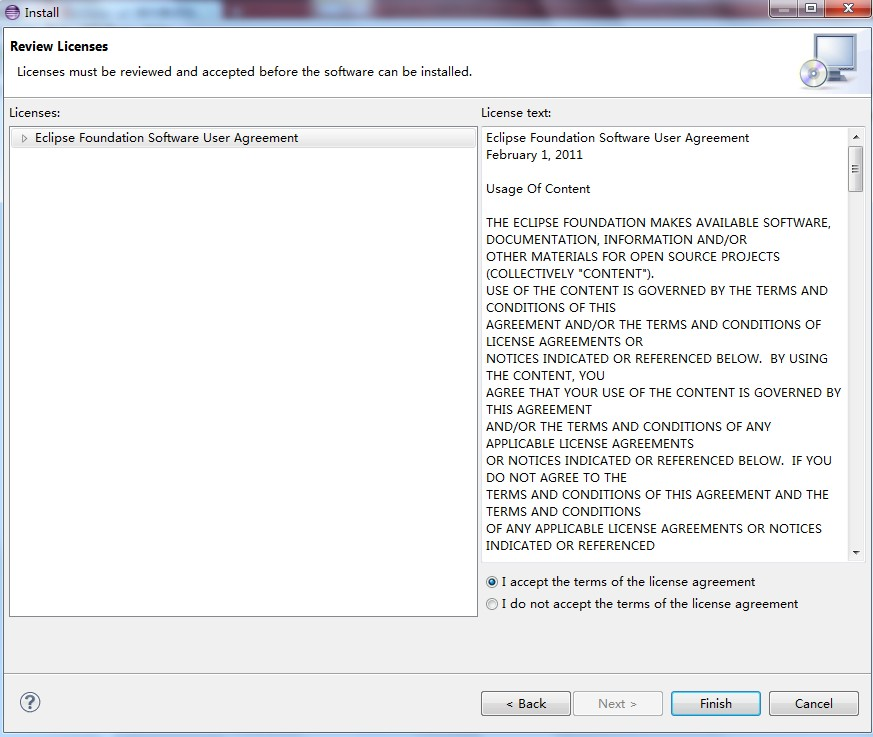 Install
Review Licenses
Licenses must be reviewed and accepted before the software can be installed.
Licenses:
Eclipse Foundation Software User Agreement
License text:
Eclipse Foundation Software User Agreement
February 1, 2011
Usage Of Content
THE ECLIPSE FOUNDATION MAKES AVAILABLE SOFTWARE,
DOCUMENTATION, INFORMATION AND/OR
OTHER MATERIALS FOR OPEN SOURCE PROJECTS
(COLLECTIVELY "CONTENT").
USE OF THE CONTENT IS GOVERNED BY THE TERMS AND
CONDITIONS OF THIS
AGREEMENT AND/OR THE TERMS AND CONDITIONS OF
LICENSE AGREEMENTS OR
NOTICES INDICATED OR REFERENCED BELOW.  BY USING
THE CONTENT, YOU
AGREE THAT YOUR USE OF THE CONTENT IS GOVERNED BY
THIS AGREEMENT
AND/OR THE TERMS AND CONDITIONS OF ANY
APPLICABLE LICENSE AGREEMENTS
OR NOTICES INDICATED OR REFERENCED BELOW.  IF YOU
DO NOT AGREE TO THE
TERMS AND CONDITIONS OF THIS AGREEMENT AND THE
TERMS AND CONDITIONS
OF ANY APPLICABLE LICENSE AGREEMENTS OR NOTICES
INDICATED OR REFERENCED
I accept the terms of the license agreement
I do not accept the terms of the license agreement
?
< Back
Next >
Finish
Cancel